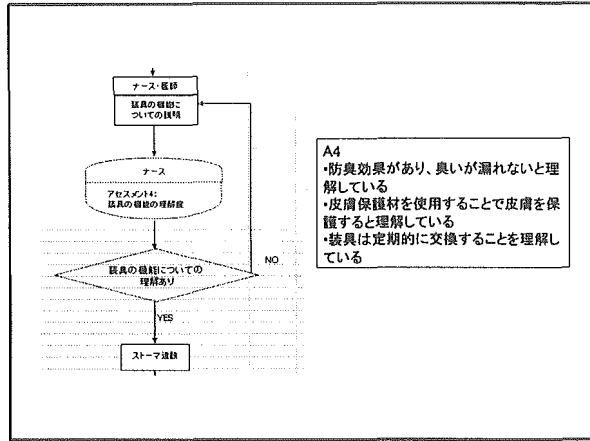 ナース・医師
装具の機能に
ついての説明
ナース
アセスメント4:
装具の機能の理解度
装具の機能についての
理解あり
NO
YES
ストーマ造設
A4
・防臭効果があり、臭いが漏れないと理
解している
・皮膚保護材を使用することで皮膚を保
護すると理解している
・装具は定期的に交換することを理解し
ている